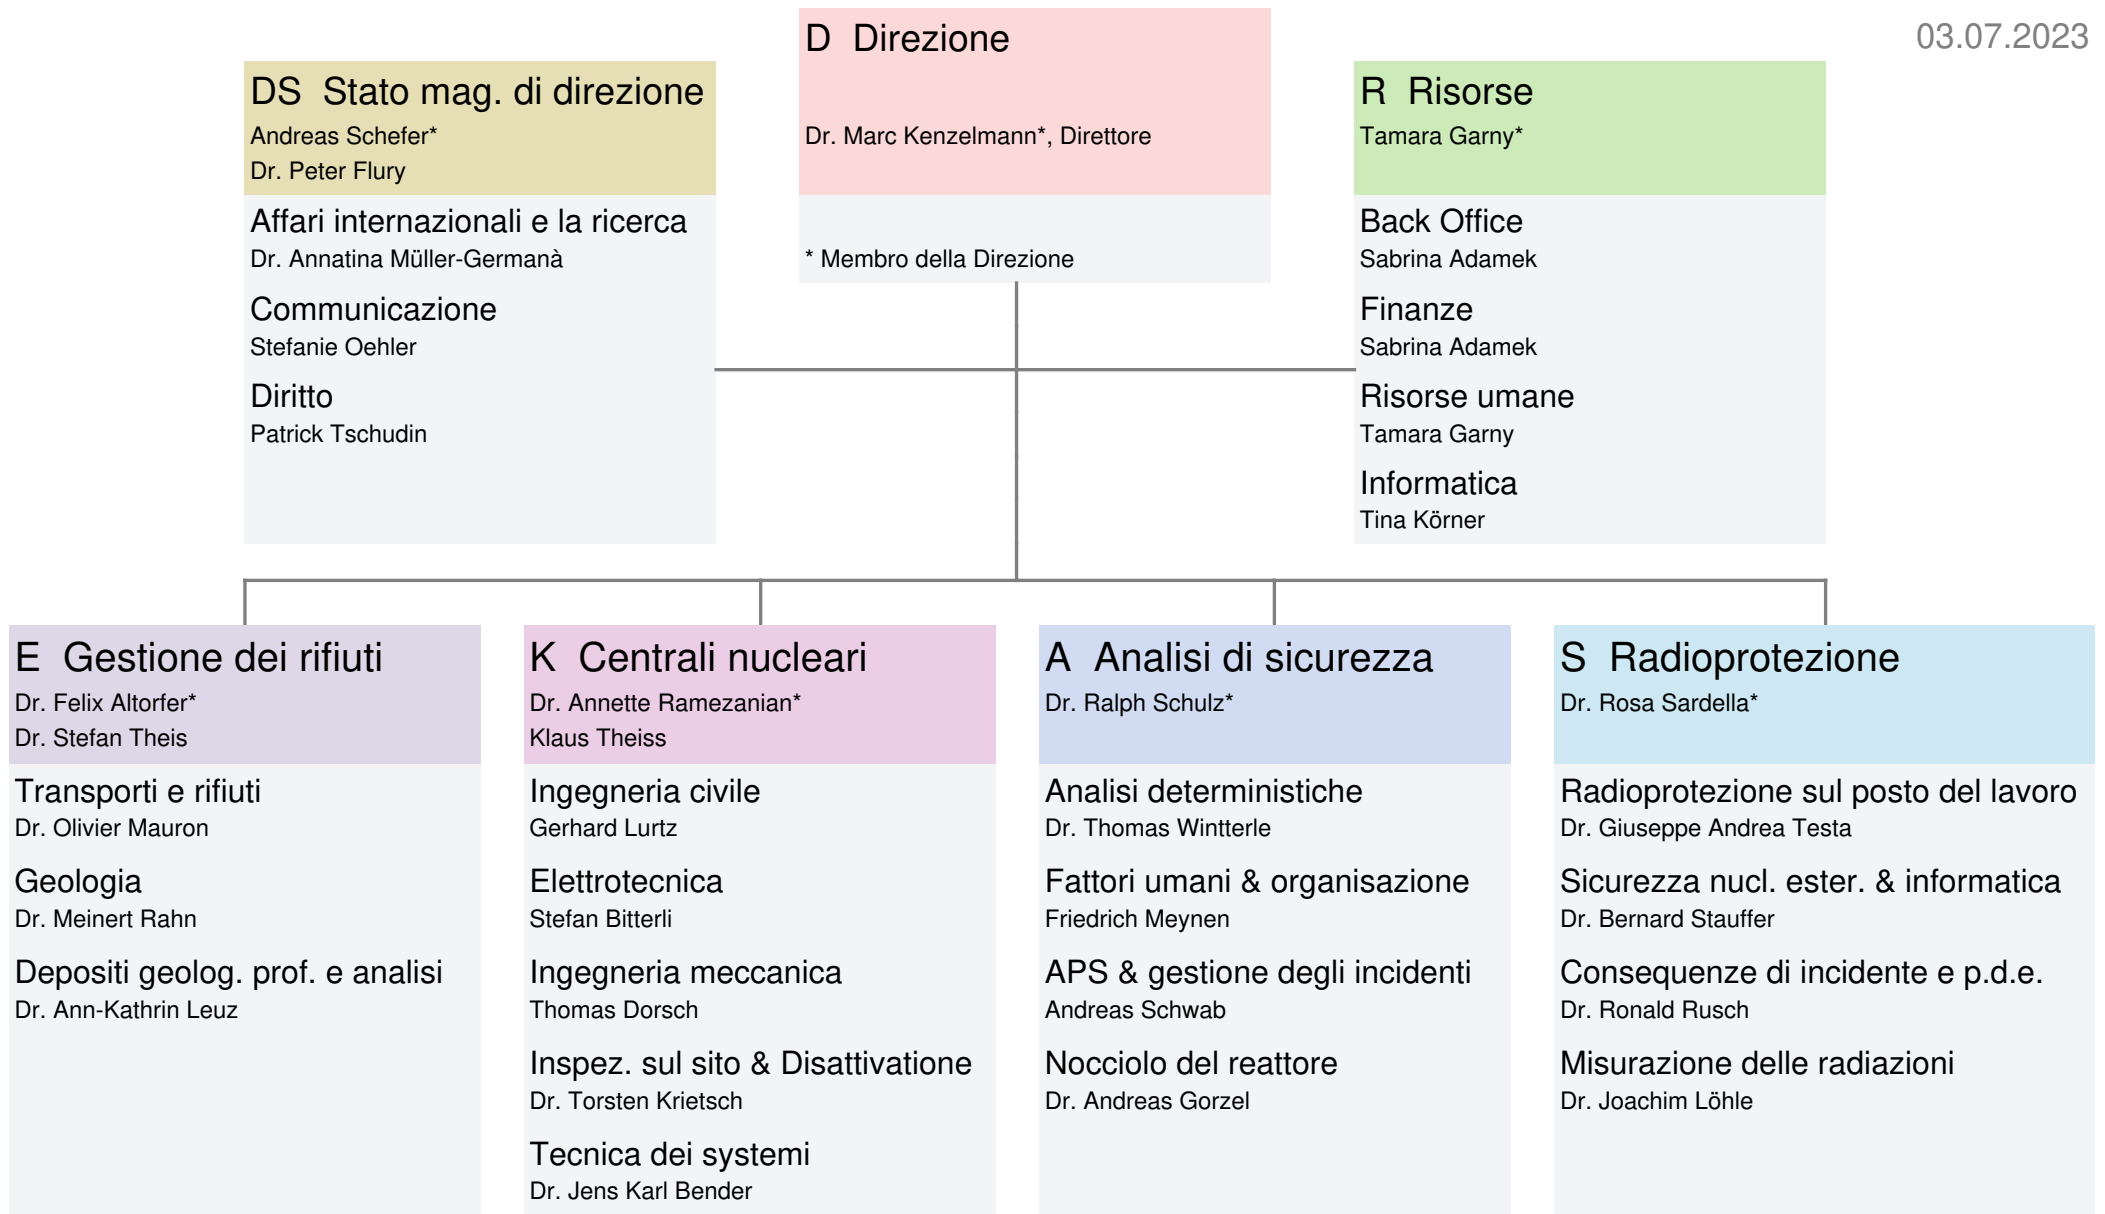 03.07.2023
D Direzione
Dr. Marc Kenzelmann*, Direttore
* Membro della Direzione
DS Stato mag. di direzione
Andreas Schefer*
Dr. Peter Flury
Affari internazionali e la ricerca
Dr. Annatina Müller-Germanà
Communicazione
Stefanie Oehler
Diritto
Patrick Tschudin
R Risorse
Tamara Garny*
Back Office
Sabrina Adamek
Finanze
Sabrina Adamek
Risorse umane
Tamara Garny
Informatica
Tina Körner
E Gestione dei rifiuti
Dr. Felix Altorfer*
Dr. Stefan Theis
Transporti e rifiuti
Dr. Olivier Mauron
Geologia
Dr. Meinert Rahn
Depositi geolog. prof. e analisi
Dr. Ann-Kathrin Leuz
K Centrali nucleari
Dr. Annette Ramezanian*
Klaus Theiss
Ingegneria civile
Gerhard Lurtz
Elettrotecnica
Stefan Bitterli
Ingegneria meccanica
Thomas Dorsch
Inspez. sul sito & Disattivatione
Dr. Torsten Krietsch
Tecnica dei systemi
Dr. Jens Karl Bender
A Analisi di sicurezza
Dr. Ralph Schulz*
Analisi deterministiche
Dr. Thomas Wintterle
Fattori umani & organisazione
Friedrich Meynen
APS & gestione degli incidenti
Andreas Schwab
Nocciolo del reattore
Dr. Andreas Gorzel
S Radioprotezione
Dr. Rosa Sardella*
Radioprotezione sul posto del lavoro
Dr. Giuseppe Andrea Testa
Sicurezza nucl. ester. & informatica
Dr. Bernard Stauffer
Consequenze di incidente e p.d.e.
Dr. Ronald Rusch
Misurazione delle radiazioni
Dr. Joachim Löhle